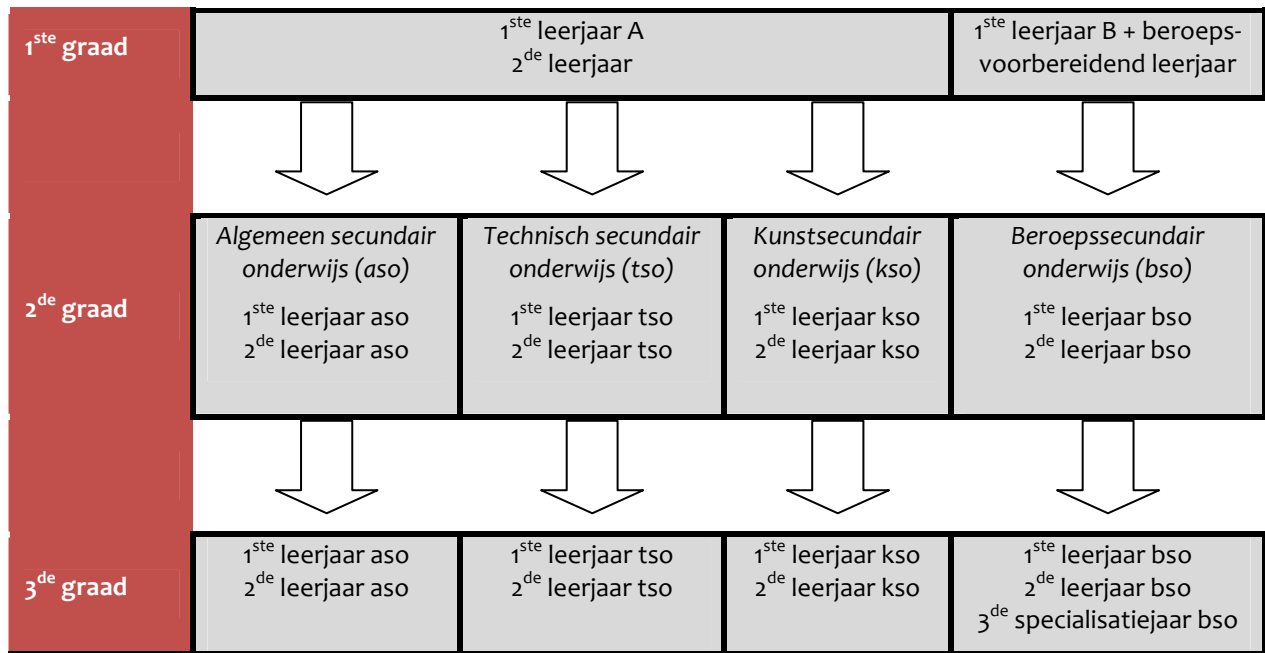 1ste graad
1ste leerjaar A
2de leerjaar
1ste leerjaar B + beroeps-
voorbereidend leerjaar
2de graad
Algemeen secundair
onderwijs (aso)
1ste leerjaar aso
2de leerjaar aso
Technisch secundair
onderwijs (tso)
1ste leerjaar tso
2de leerjaar tso
Kunstsecundair
onderwijs (kso)
1ste leerjaar kso
2de leerjaar kso
Beroepssecundair
onderwijs (bso)
1ste leerjaar bso
2de leerjaar bso
3de graad
1ste leerjaar aso
2de leerjaar aso
1ste leerjaar tso
2de leerjaar tso
1ste leerjaar kso
2de leerjaar kso
1ste leerjaar bso
2de leerjaar bso
3de specialisatiejaar bso